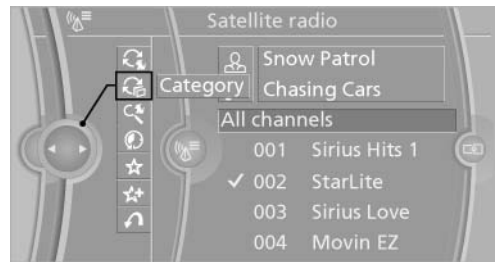 Satellite radio
Snow Patrol
Category
Chasing Cars
All channels
001 Sirius Hits 1
002 StarLite
003 Sirius Love
004 Movin EZ